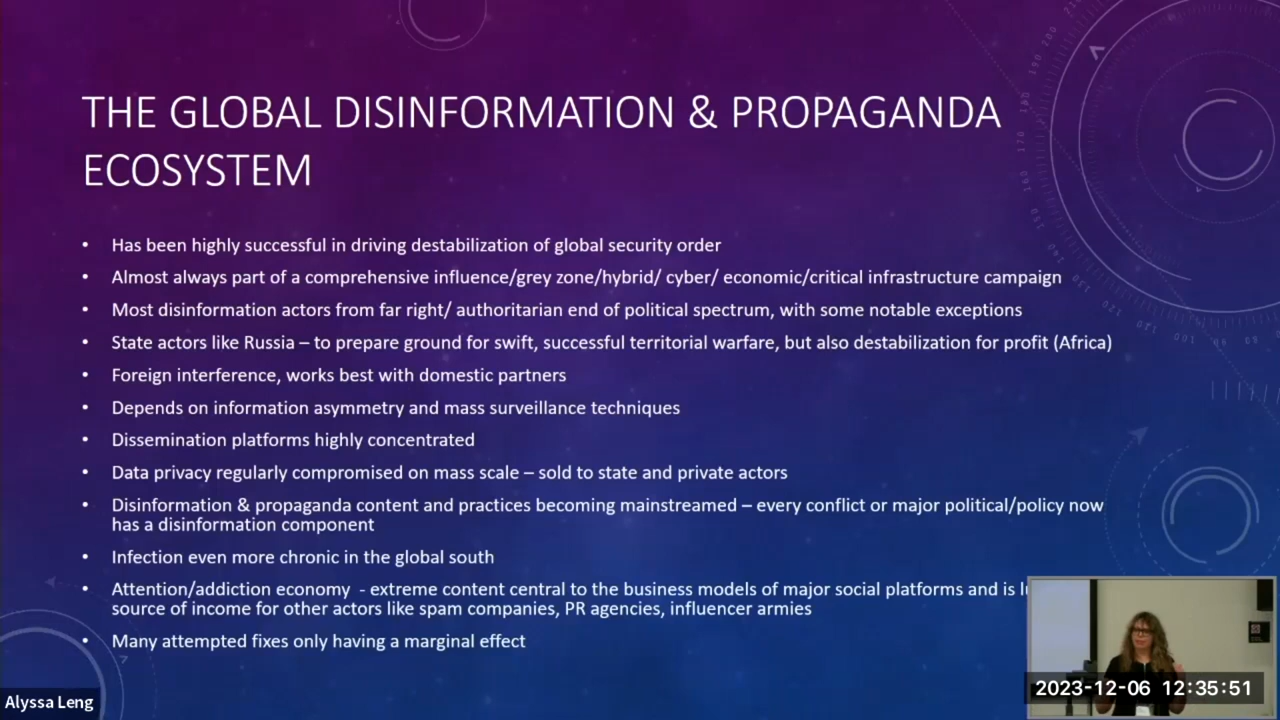 THE GLOBAL DISINFORMATION & PROPAGANDA
ECOSYSTEM
• Has been highly successful in driving destabilization of global security order
• Almost always part of a comprehensive influence/grey zone/hybrid/ cyber/ economic/critical infrastructure campaign
• Most disinformation actors from far right/ authoritarian end of political spectrum, with some notable exceptions
• State actors like Russia – to prepare ground for swift, successful territorial warfare, but also destabilization for profit (Africa)
• Foreign interference, works best with domestic partners
• Depends on information asymmetry and mass surveillance techniques
• Dissemination platforms highly concentrated
• Data privacy regularly compromised on mass scale – sold to state and private actors
• Disinformation & propaganda content and practices becoming mainstreamed – every conflict or major political/policy now
has a disinformation component
• Infection even more chronic in the global south
• Attention/addiction economy - extreme content central to the business models of major social platforms and is
source of income for other actors like spam companies, PR agencies, influencer armies
• Many attempted fixes only having a marginal effect
Alyssa Leng
2023-12-06 12:35:51